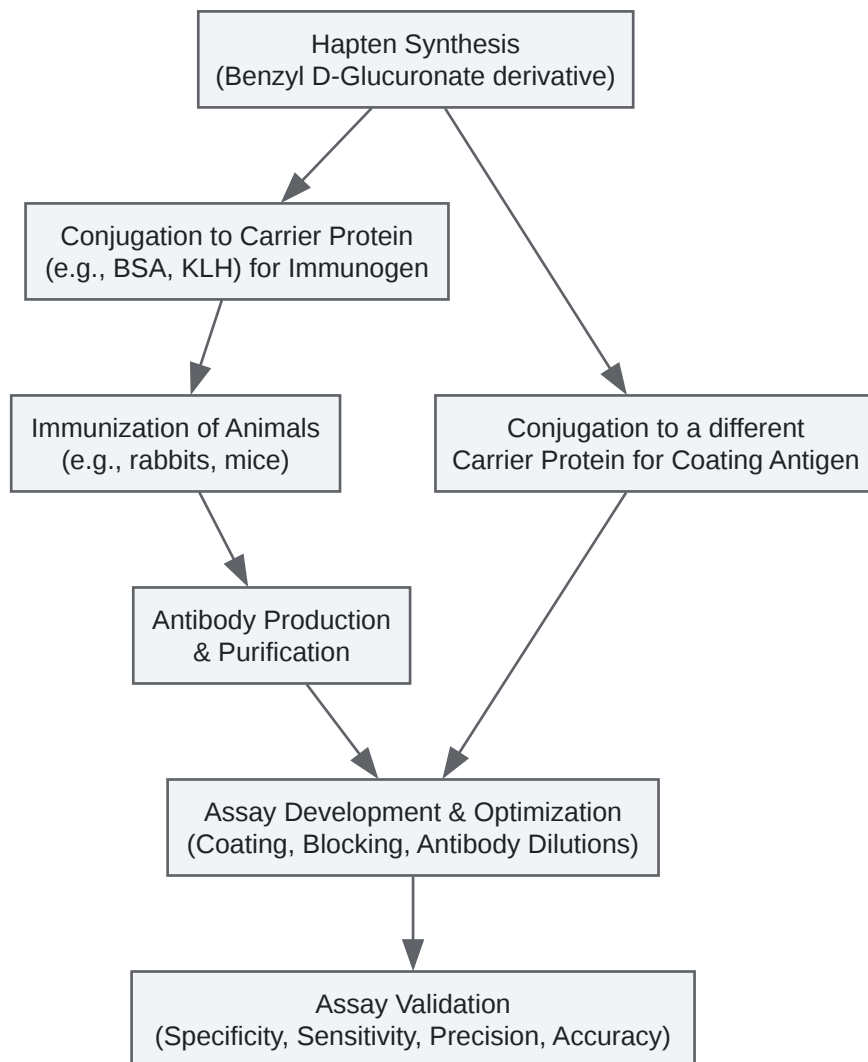 Hapten Synthesis
(Benzyl D-Glucuronate derivative)
Conjugation to Carrier Protein
(e.g., BSA, KLH) for Immunogen
Immunization of Animals
(e.g., rabbits, mice)
Conjugation to a different
Carrier Protein for Coating Antigen
Antibody Production
& Purification
Assay Development & Optimization
(Coating, Blocking, Antibody Dilutions)
Assay Validation
(Specificity, Sensitivity, Precision, Accuracy)